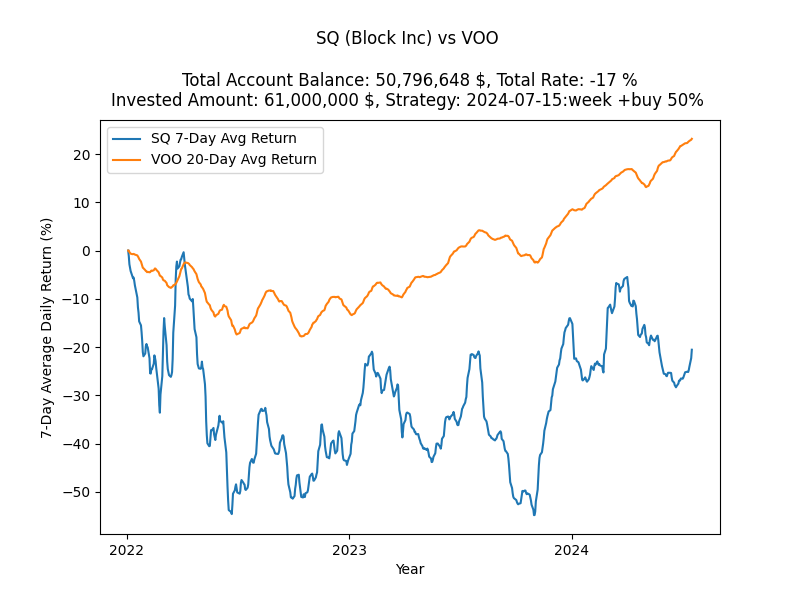 SQ (Block Inc) vs VOO
Total Account Balance: 50,796,648 $, Total Rate: -17 %
Invested Amount: 61,000,000 $, Strategy: 2024-07-15:week +buy 50%
SQ 7-Day Avg Return
VOO 20-Day Avg Return
7-Day Average Daily Return (%)
20
10
0
−10
−20
−30
−40
−50
2022
2023
2024
Year